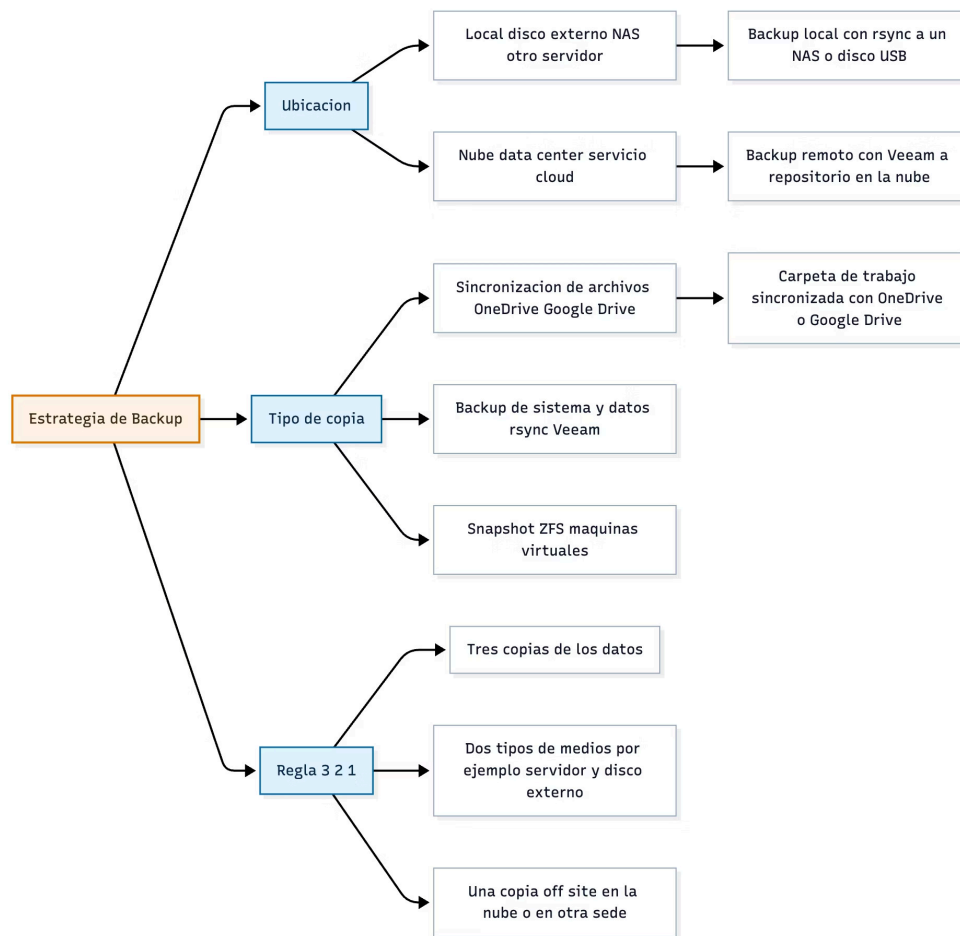 Local disco externo NAS
otro servidor
Backup local con rsync a un
NAS o disco USB
Ubicacion
Nube data center servicio
cloud
Backup remoto con Veeam a
repositorio en la nube
Sincronizacion de archivos
OneDrive Google Drive
Carpeta de trabajo
sincronizada con OneDrive
o Google Drive
Estrategia de Backup
Tipo de copia
Backup de sistema y datos
rsync Veeam
Snapshot ZFS maquinas
virtuales
Tres copias de los datos
Regla 3 2 1
Dos tipos de medios por
ejemplo servidor y disco
externo
Una copia off site en la
nube o en otra sede